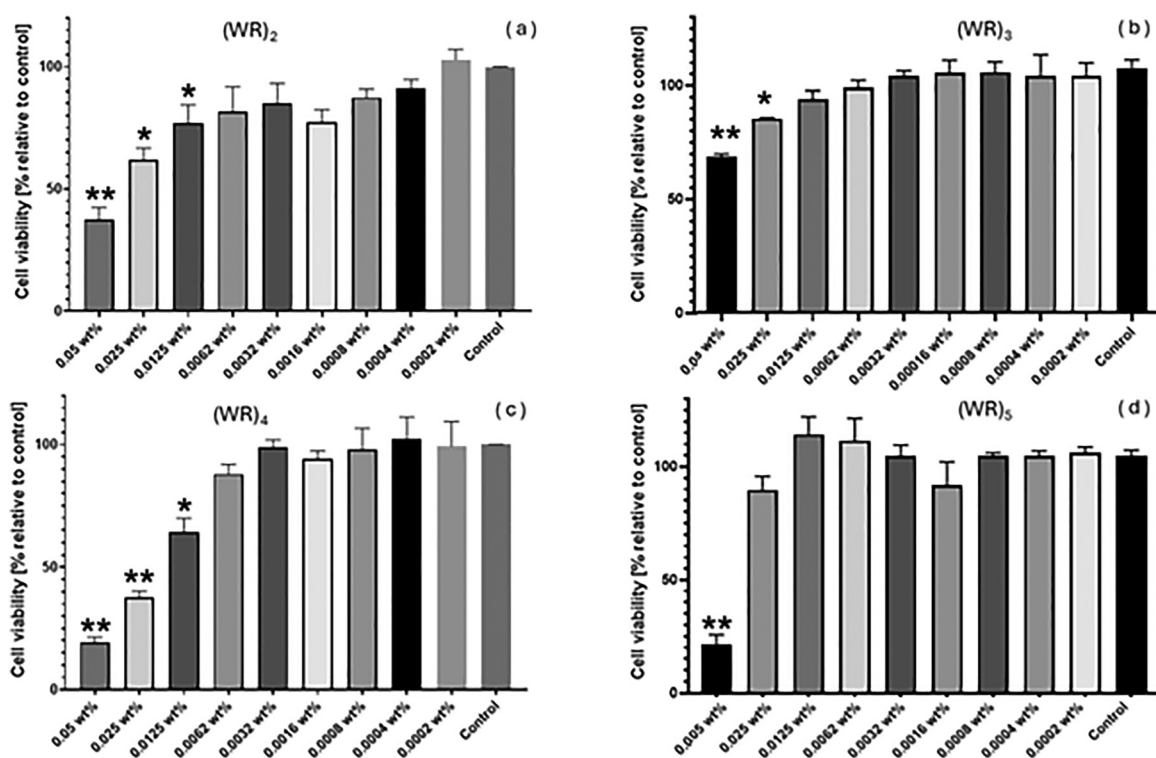 (WR)2
(a)
Cell viability [% relative to control]
100
50
0
**
*
*
0.05 wt%
0.025 wt%
0.0125 wt%
0.0062 wt%
0.0032 wt%
0.0016 wt%
0.0008 wt%
0.0004 wt%
0.0002 wt%
Control
(WR)3
(b)
Cell viability [% relative to control]
100
50
0
**
*
wt%
0.025 wt%
0.0125 wt%
0.0062 wt%
0.0032 wt%
0.00016 wt%
0.0008 wt%
0.0004 wt%
0.0002 wt%
Control
(WR)4
(c)
Cell viability [% relative to control]
100
50
0
**
**
*
0.05 wt%
0.025 wt%
0.0125 wt%
0.0062 wt%
0.0032 wt%
0.0016 wt%
0.0008 wt%
0.0004 wt%
0.0002 wt%
Control
(WR)5
(d)
Cell viability [% relative to control]
100
50
0
**
wt%
0.025 wt%
0.0125 wt%
0.0062 wt%
0.0032 wt%
0.0016 wt%
0.0008 wt%
0.0004 wt%
0.0002 wt%
Control